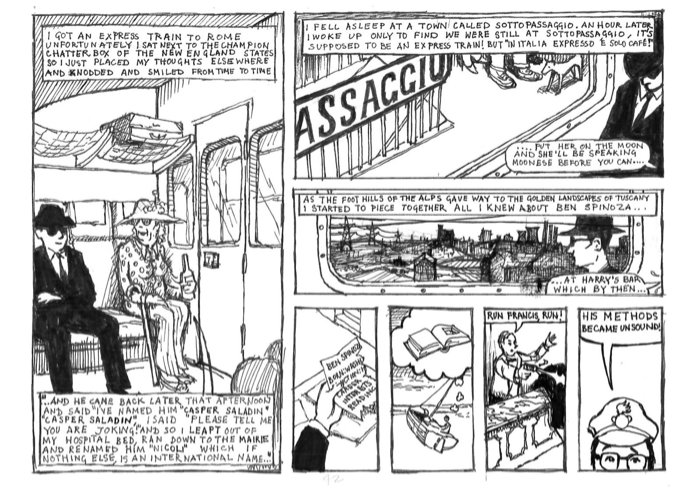 I GOT AN EXPRESS TRAIN TO ROME
UNFORTUNATELY I SAT NEXT TO THE CHAMPION
CHATTERBOX OF THE NEW ENGLAND STATES
SO I JUST PLACED MY THOUGHTS ELSEWHERE
AND NODDED AND SMILED FROM TIME TO TIME
"..AND HE CAME BACK LATER THAT AFTERNOON
AND SAID "I'VE NAMED HIM "CASPER SALADIN"
"CASPER SALADIN", I SAID "PLEASE TELL ME
YOU ARE JOKING," AND SO I LEAPT OUT OF
MY HOSPITAL BED, RAN DOWN TO THE MAIRIE
AND RENAMED HIM "NICOLI" WHICH IF
NOTHING ELSE, IS AN INTERNATIONAL NAME..."
I FELL ASLEEP AT A TOWN CALLED SOTTOPASSAGGIO. AN HOUR LATER
I WOKE UP ONLY TO FIND WE WERE STILL AT SOTTOPASSAGGIO, IT'S
SUPPOSED TO BE AN EXPRESS TRAIN! BUT "IN ITALIA EXPRESSO È SOLO CAFÉ!"
ASSAGGIO
....PUT HER ON THE MOON
AND SHE'LL BE SPEAKING
MOONESE BEFORE YOU CAN....
AS THE FOOT HILLS OF THE ALPS GAVE WAY TO THE GOLDEN LANDSCAPES OF TUSCANY
I STARTED TO PIECE TOGETHER ALL I KNEW ABOUT BEN SPINOZA...
...AT HARRY'S BAR
WHICH BY THEN...
BEN SPINOZA
RUN FRANCIS, RUN!
HIS METHODS
BECAME UNSOUND!
42